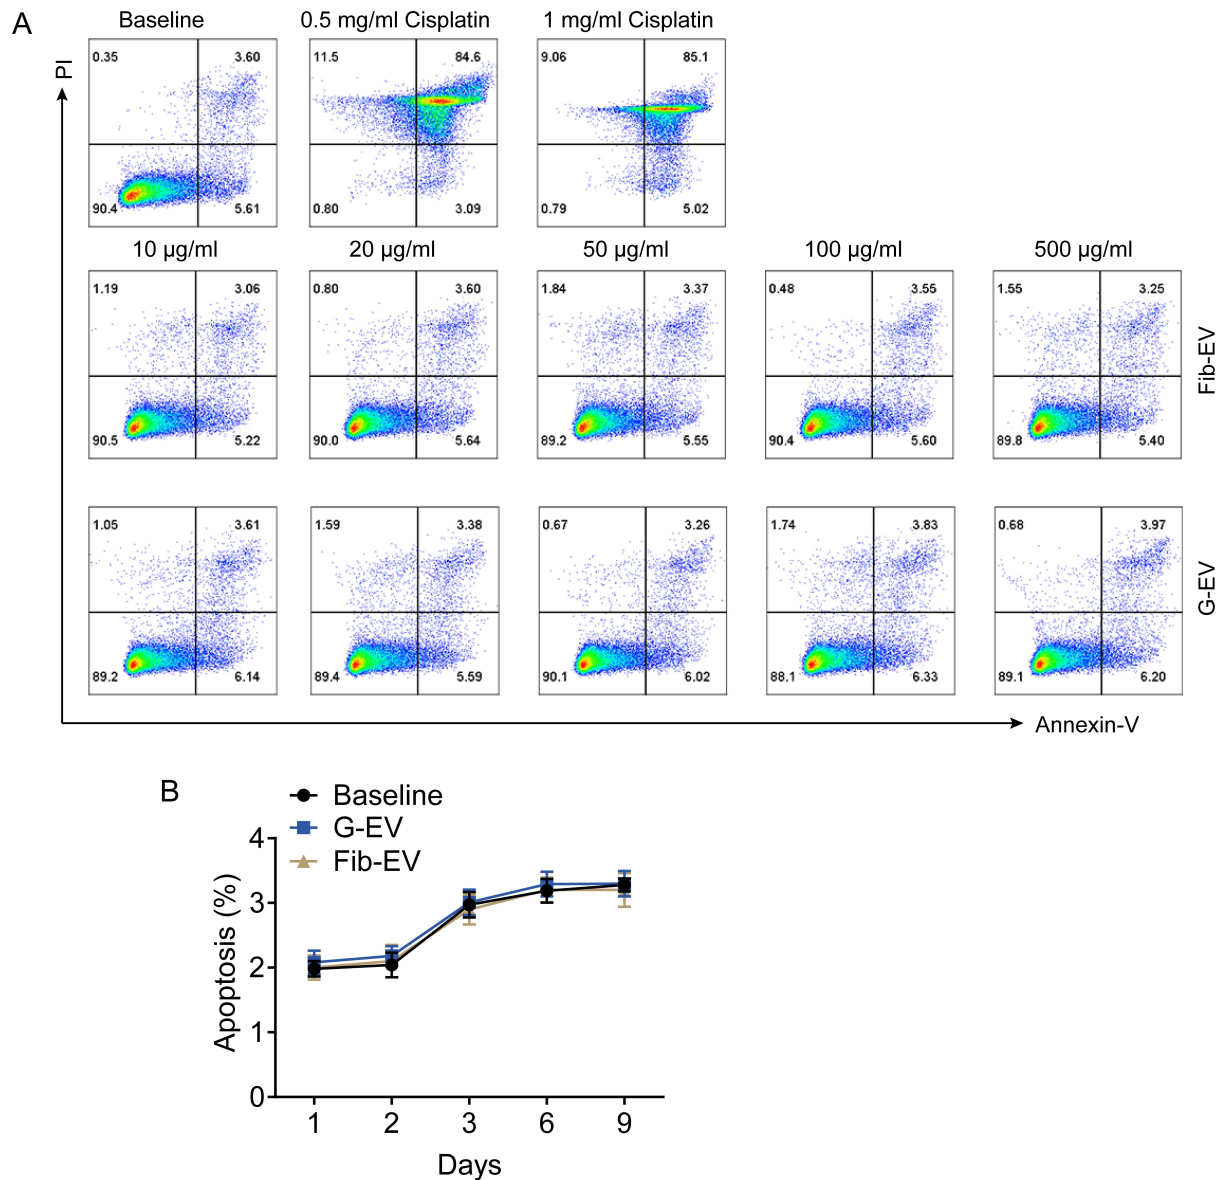 A
Baseline 0.5 mg/ml Cisplatin 1 mg/ml Cisplatin
PI
0.35 3.60 11.5 84.6 9.06 85.1
90.4 5.61 0.80 3.09 0.79 5.02
10 µg/ml 20 µg/ml 50 µg/ml 100 µg/ml 500 µg/ml
1.19 3.06 0.80 3.60 1.84 3.37 0.48 3.55 1.55 3.25
Fib-EV
90.5 5.22 90.0 5.64 89.2 5.55 90.4 5.60 89.8 5.40
1.05 3.61 1.59 3.38 0.67 3.26 1.74 3.83 0.68 3.97
G-EV
89.2 6.14 89.4 5.59 90.1 6.02 88.1 6.33 89.1 6.20
Annexin-V
B
Baseline
G-EV
Fib-EV
Apoptosis (%)
4
3
2
1
0
1 2 3 6 9
Days